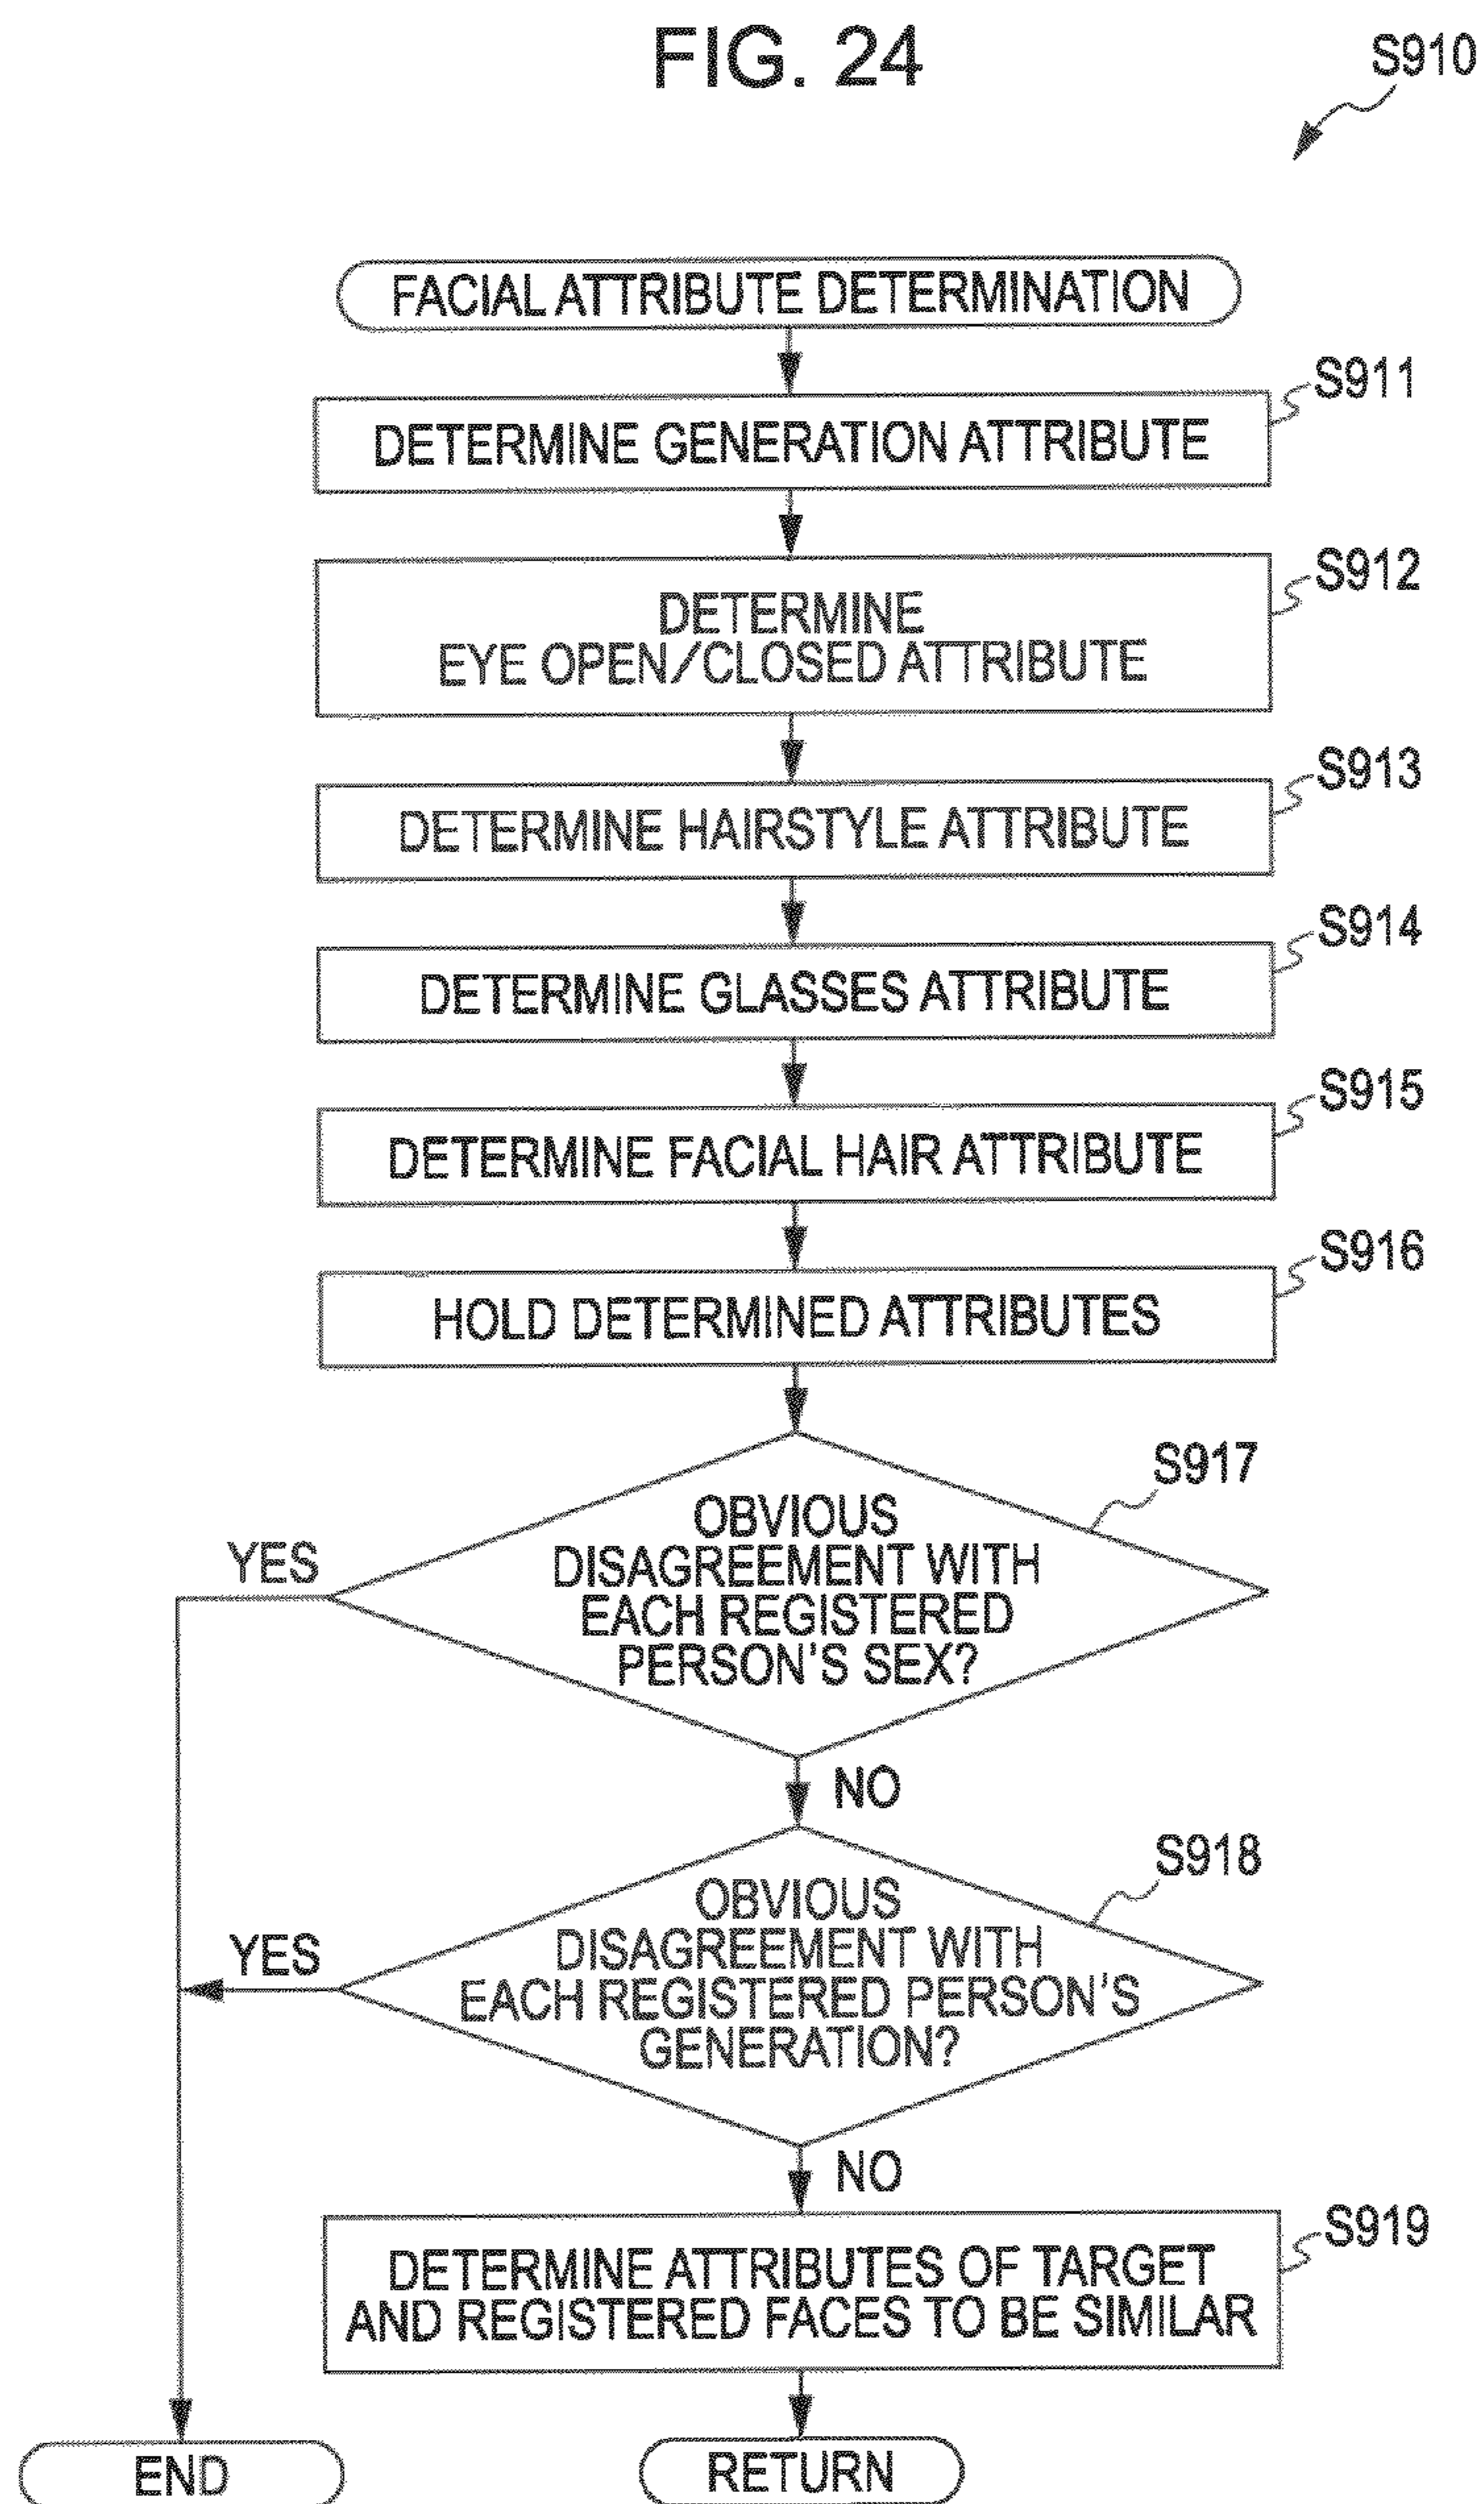 FIG. 24
S910
FACIAL ATTRIBUTE DETERMINATION
S911
DETERMINE GENERATION ATTRIBUTE
S912
DETERMINE
EYE OPEN/CLOSED ATTRIBUTE
S913
DETERMINE HAIRSTYLE ATTRIBUTE
S914
DETERMINE GLASSES ATTRIBUTE
S915
DETERMINE FACIAL HAIR ATTRIBUTE
S916
HOLD DETERMINED ATTRIBUTES
S917
OBVIOUS
DISAGREEMENT WITH
EACH REGISTERED
PERSON'S SEX?
YES
NO
S918
OBVIOUS
DISAGREEMENT WITH
EACH REGISTERED PERSON'S
GENERATION?
YES
NO
S919
DETERMINE ATTRIBUTES OF TARGET
AND REGISTERED FACES TO BE SIMILAR
END
RETURN